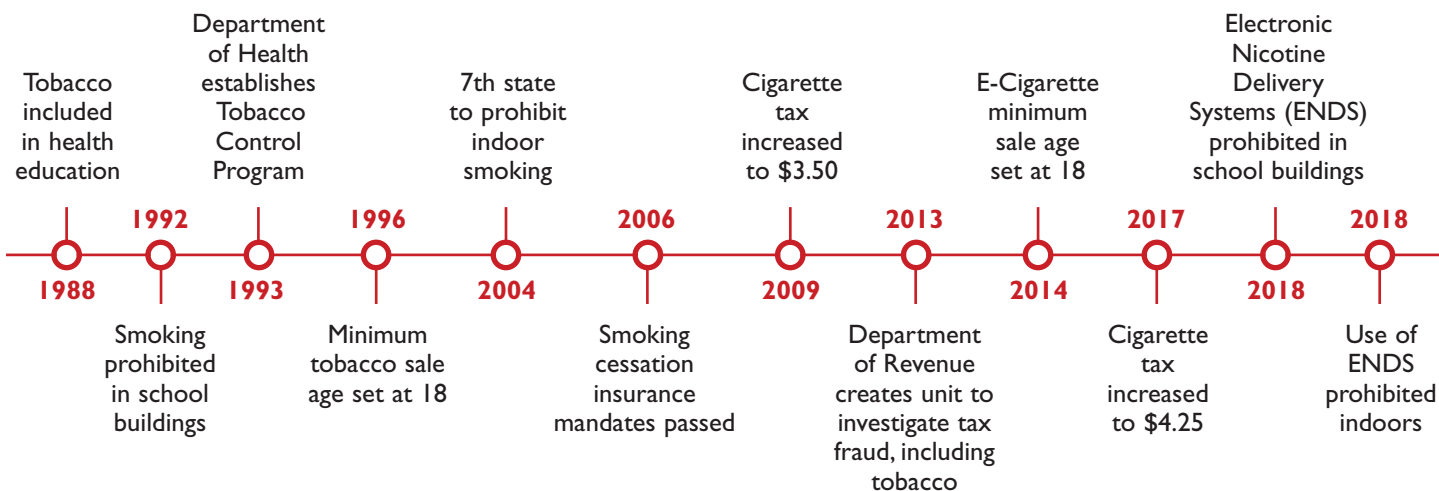 Tobacco
included
in health
education
1988
1992
Smoking
prohibited
in school
buildings
Department
of Health
establishes
Tobacco
Control
Program
1993
1996
Minimum
tobacco sale
age set at 18
7th state
to prohibit
indoor
smoking
2004
2006
Smoking
cessation
insurance
mandates passed
Cigarette
tax
increased
to $3.50
2009
2013
Department
of Revenue
creates unit to
investigate tax
fraud, including
tobacco
E-Cigarette
minimum
sale age
set at 18
2014
2017
Cigarette
tax
increased
to $4.25
Electronic
Nicotine
Delivery
Systems (ENDS)
prohibited in
school buildings
2018
2018
Use of
ENDS
prohibited
indoors